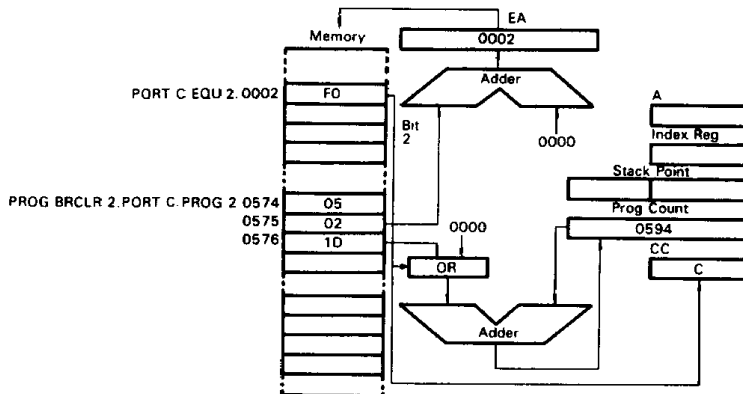 EA
Memory
0002
Adder
PORT C EQU 2. 0002
F0
A
Bit
2
0000
Index Reg
Stack Point
PROG BRCLR 2.PORT C. PROG 2 0574
05
Prog Count
0575
02
0594
0576
1D
0000
CC
OR
C
Adder